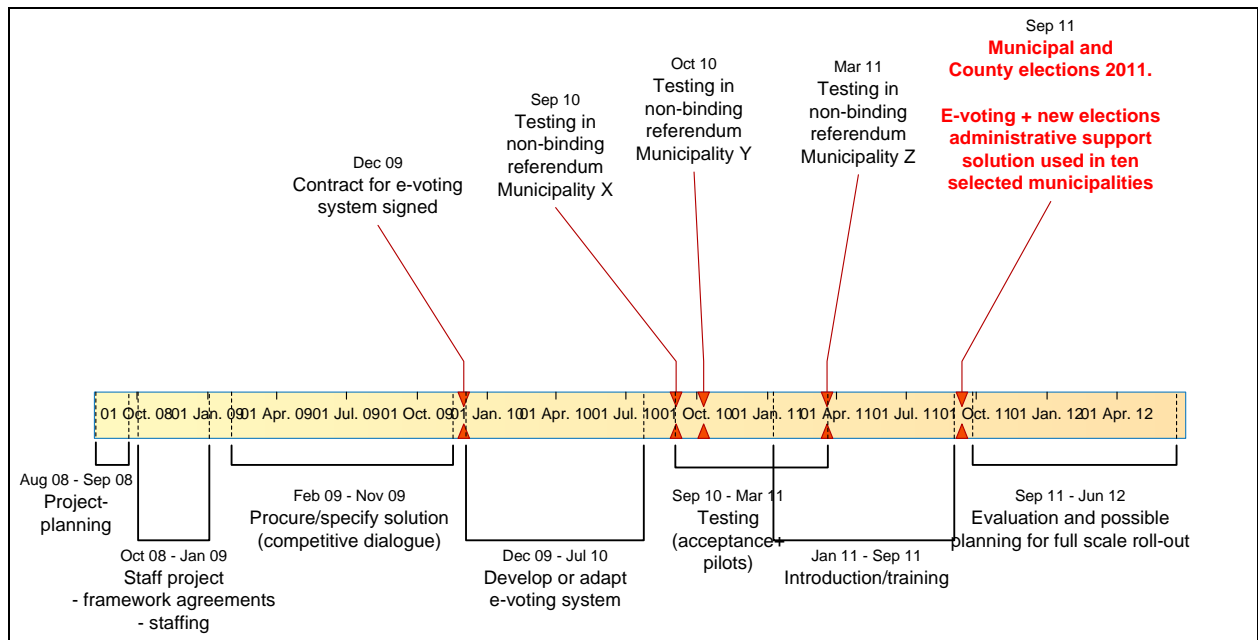 Sep 11
Municipal and
County elections 2011.
E-voting + new elections
administrative support
solution used in ten
selected municipalities
Oct 10
Testing in
non-binding
referendum
Municipality Y
Mar 11
Testing in
non-binding
referendum
Municipality Z
Sep 10
Testing in
non-binding
referendum
Municipality X
Dec 09
Contract for e-voting
system signed
01 Oct. 08 01 Jan. 09 01 Apr. 09 01 Jul. 09 01 Oct. 09 01 Jan. 10 01 Apr. 10 01 Jul. 10 01 Oct. 10 01 Jan. 11 01 Apr. 11 01 Jul. 11 01 Oct. 11 01 Jan. 12 01 Apr. 12
Aug 08 - Sep 08
Project-
planning
Oct 08 - Jan 09
Staff project
- framework agreements
- staffing
Feb 09 - Nov 09
Procure/specify solution
(competitive dialogue)
Dec 09 - Jul 10
Develop or adapt
e-voting system
Sep 10 - Mar 11
Testing
(acceptance+
pilots)
Jan 11 - Sep 11
Introduction/training
Sep 11 - Jun 12
Evaluation and possible
planning for full scale roll-out